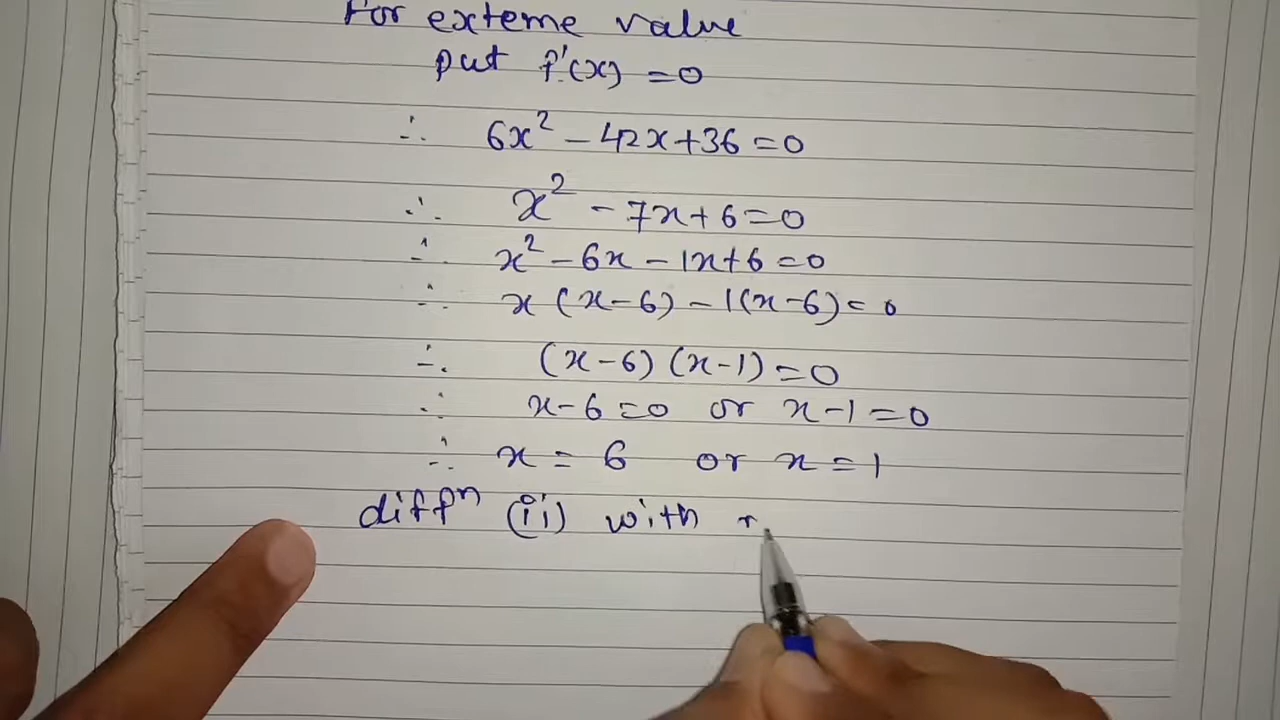 For exteme value
put f'(x) = 0
∴ 6x² - 42x + 36 = 0
∴ x² - 7x + 6 = 0
∴ x² - 6x - 1x + 6 = 0
∴ x (x - 6) - 1(x - 6) = 0
∴ (x - 6) (x - 1) = 0
∴ x - 6 = 0 or x - 1 = 0
∴ x = 6 or x = 1
diffⁿ (ii) with r